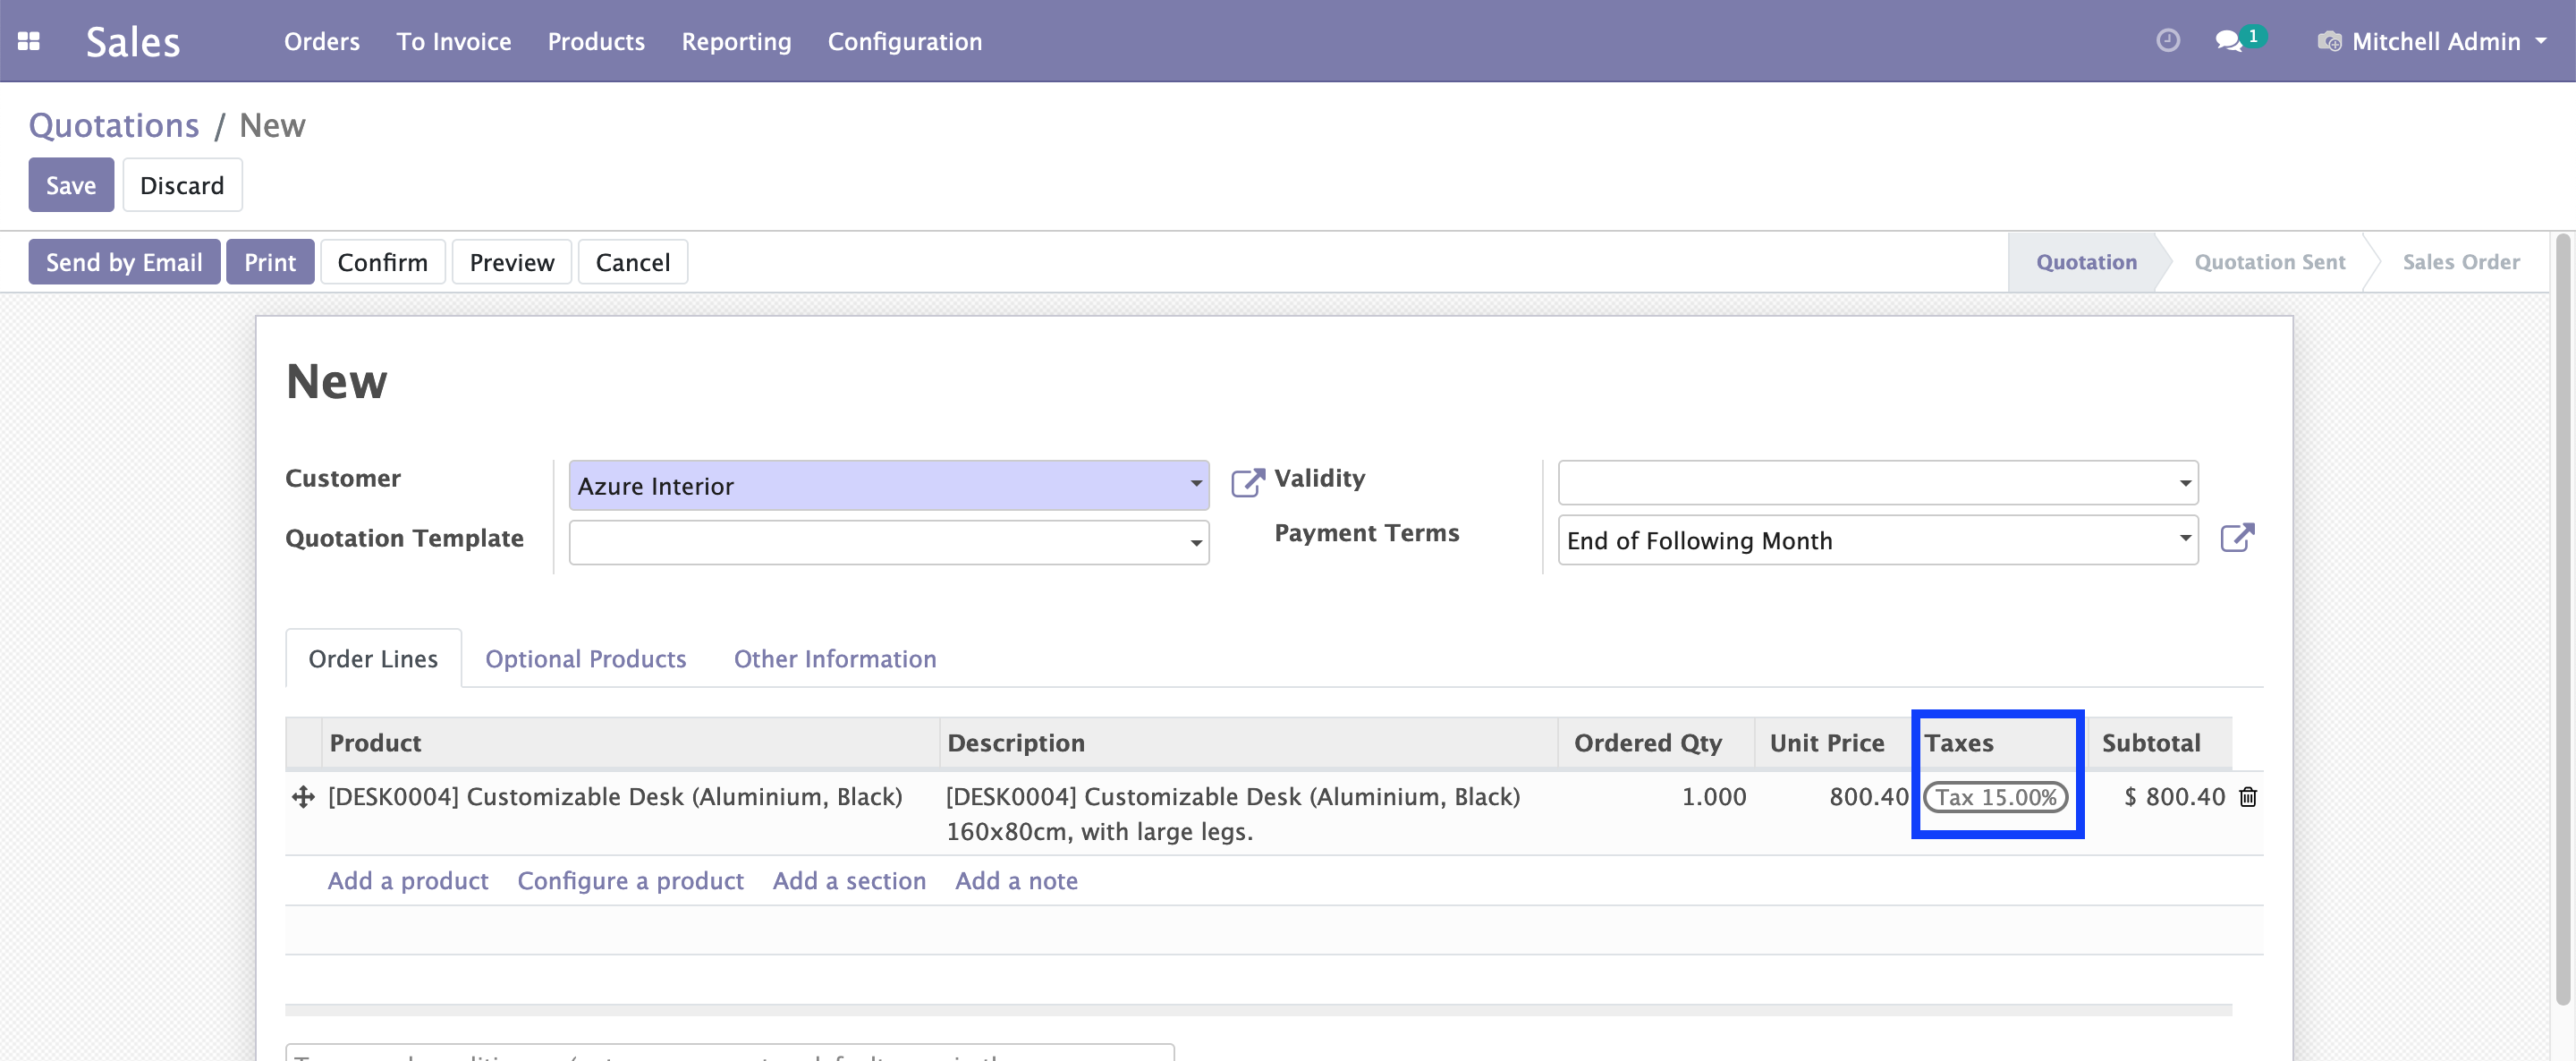 Sales Orders To Invoice Products Reporting Configuration 1 Mitchell Admin
Quotations / New
Save Discard
Send by Email Print Confirm Preview Cancel Quotation Quotation Sent Sales Order
New
Customer Azure Interior Validity
Quotation Template Payment Terms End of Following Month
Order Lines Optional Products Other Information
Product Description Ordered Qty Unit Price Taxes Subtotal
[DESK0004] Customizable Desk (Aluminium, Black) [DESK0004] Customizable Desk (Aluminium, Black) 1.000 800.40 Tax 15.00% $ 800.40
160x80cm, with large legs.
Add a product Configure a product Add a section Add a note